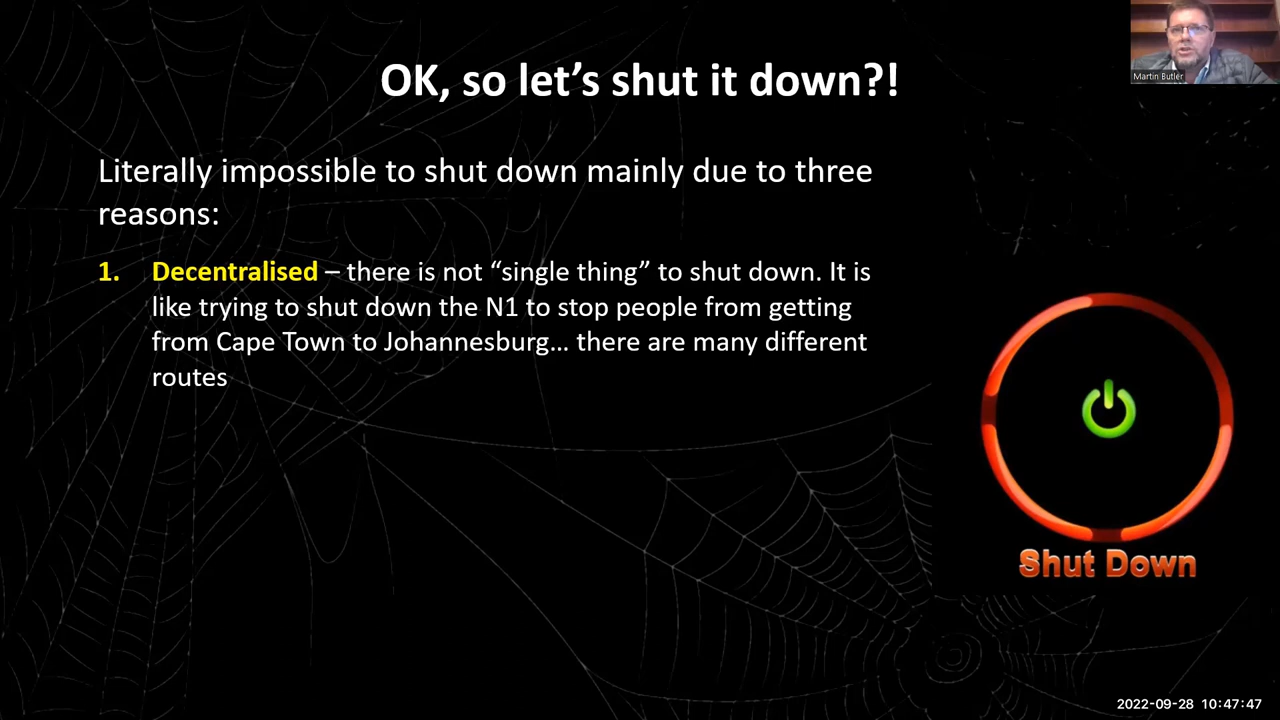 Martin Butler
OK, so let’s shut it down?!
Literally impossible to shut down mainly due to three
reasons:
1. Decentralised – there is not “single thing” to shut down. It is
like trying to shut down the N1 to stop people from getting
from Cape Town to Johannesburg... there are many different
routes
Shut Down
2022-09-28 10:47:47